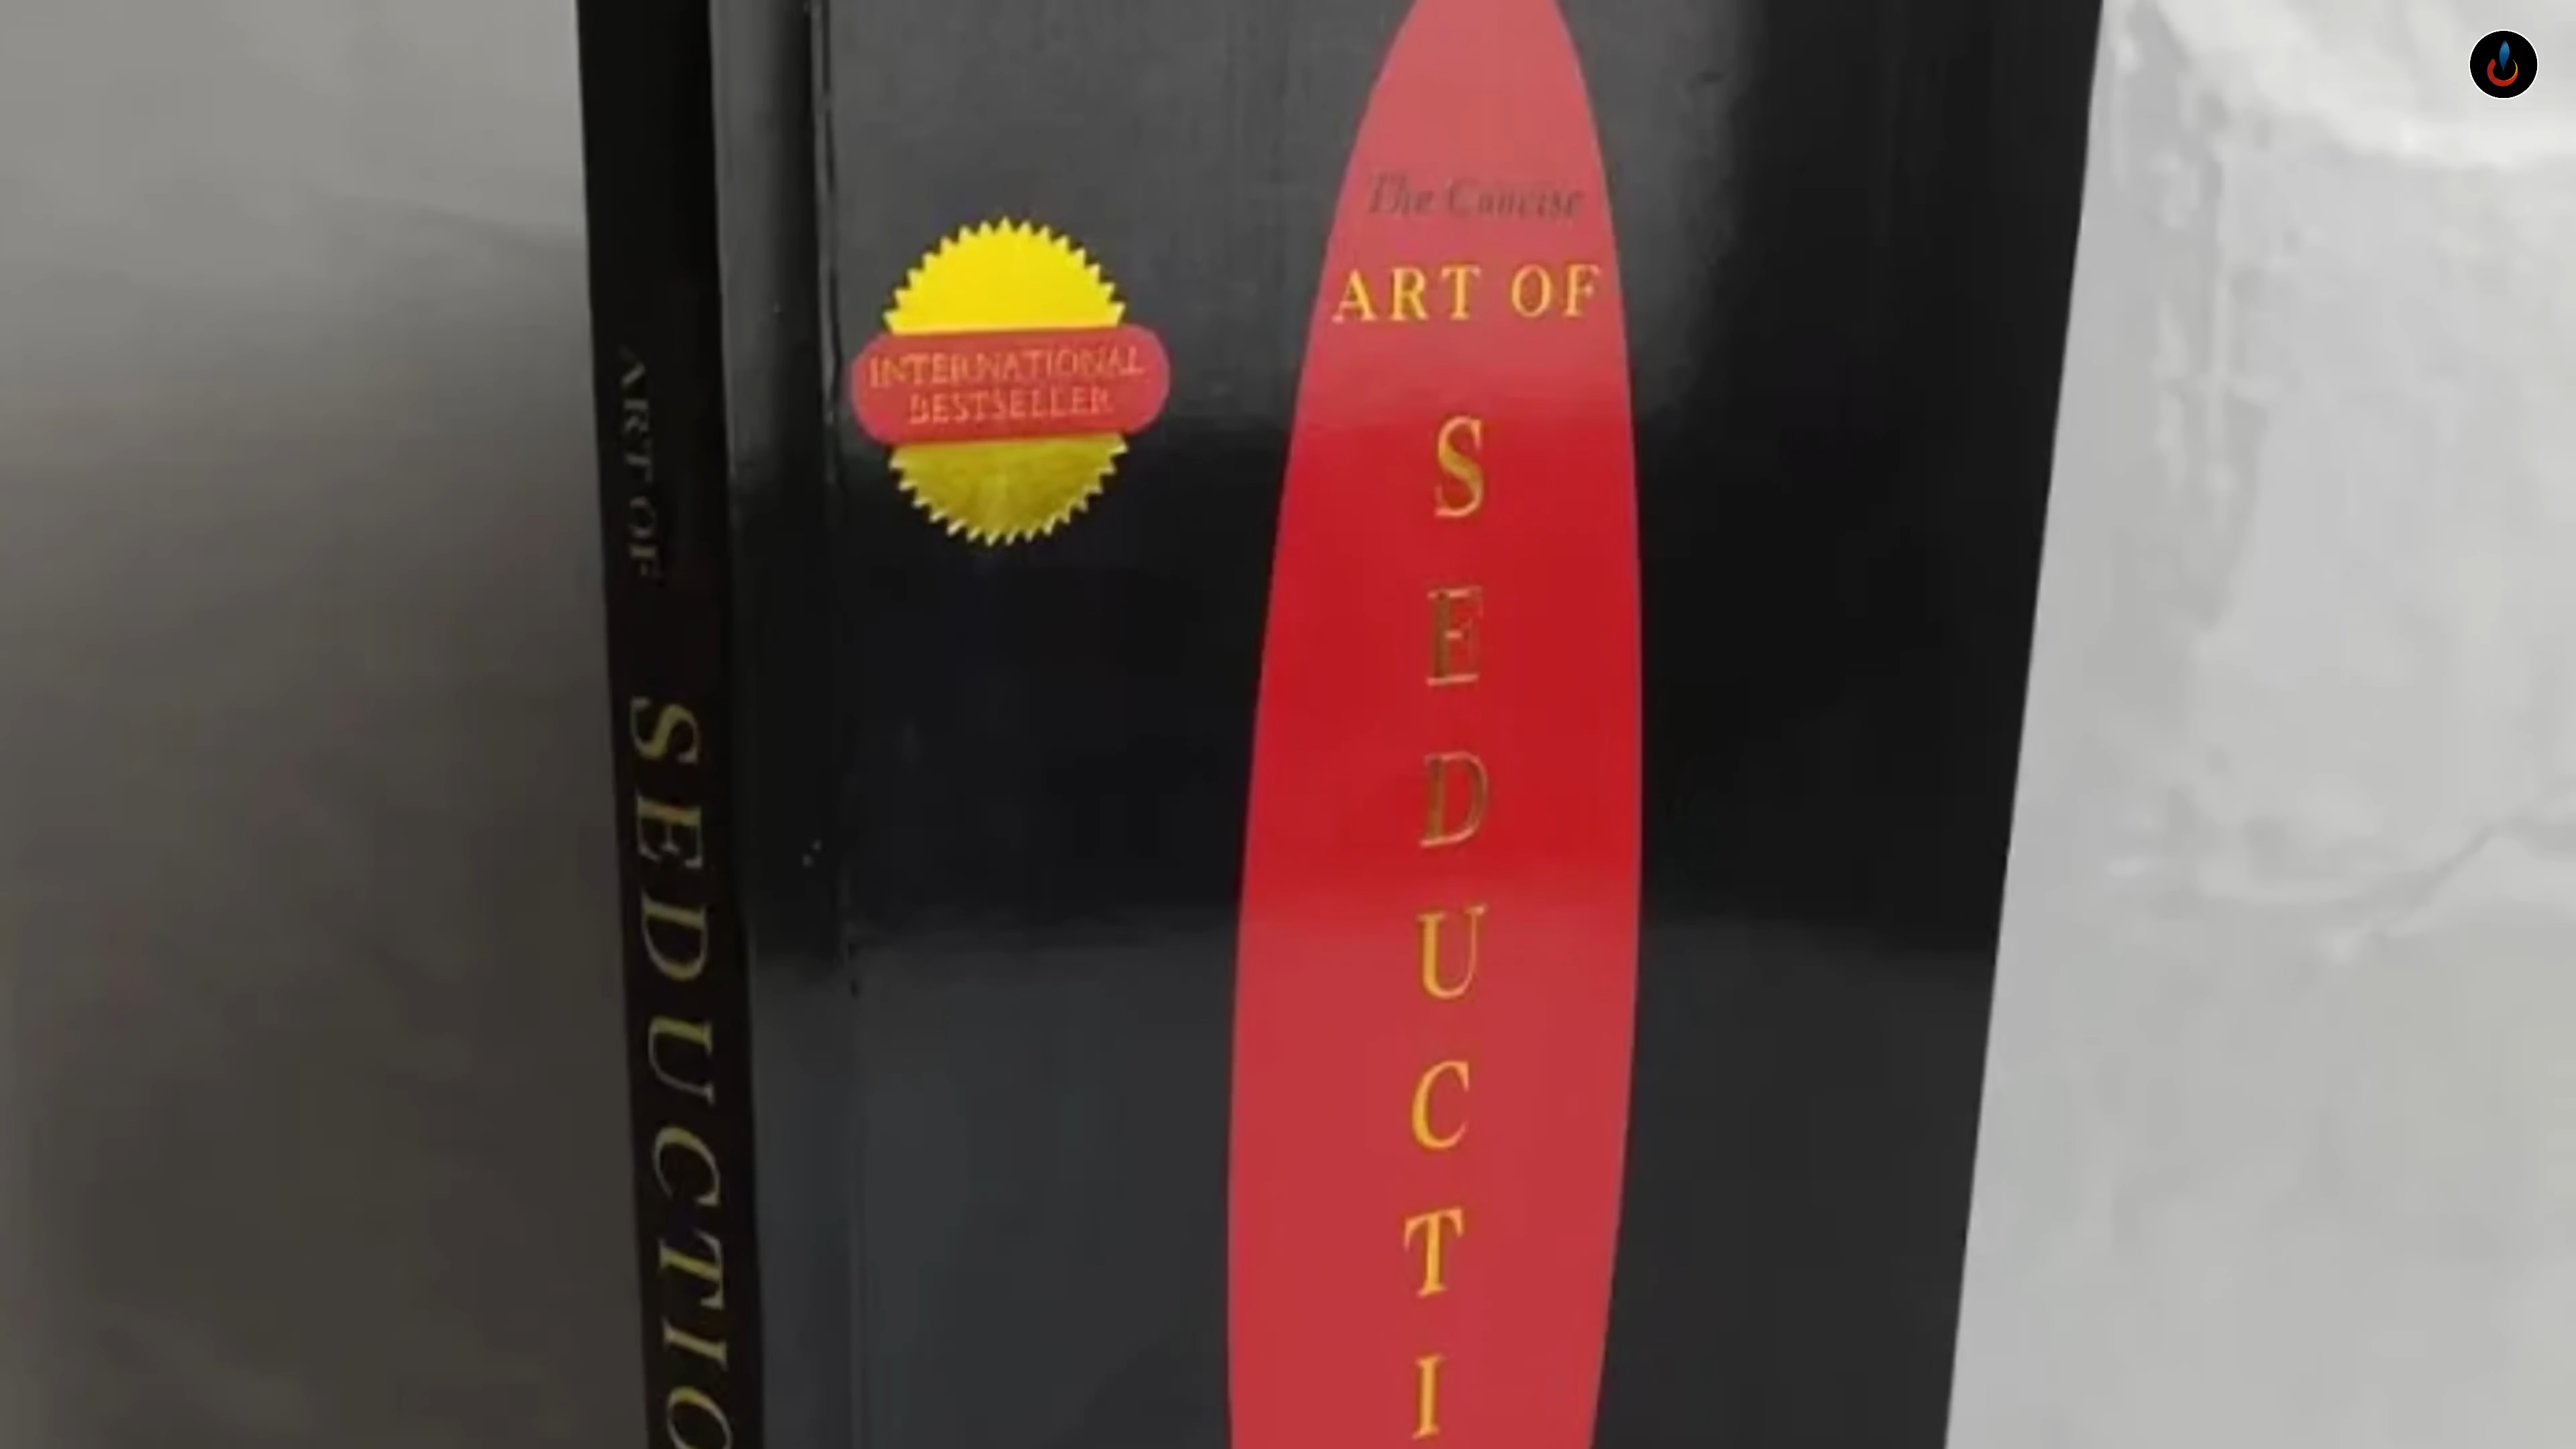 The Concise
ART OF
SEDUCTI
INTERNATIONAL
BESTSELLER
ART OF SEDUCTIO